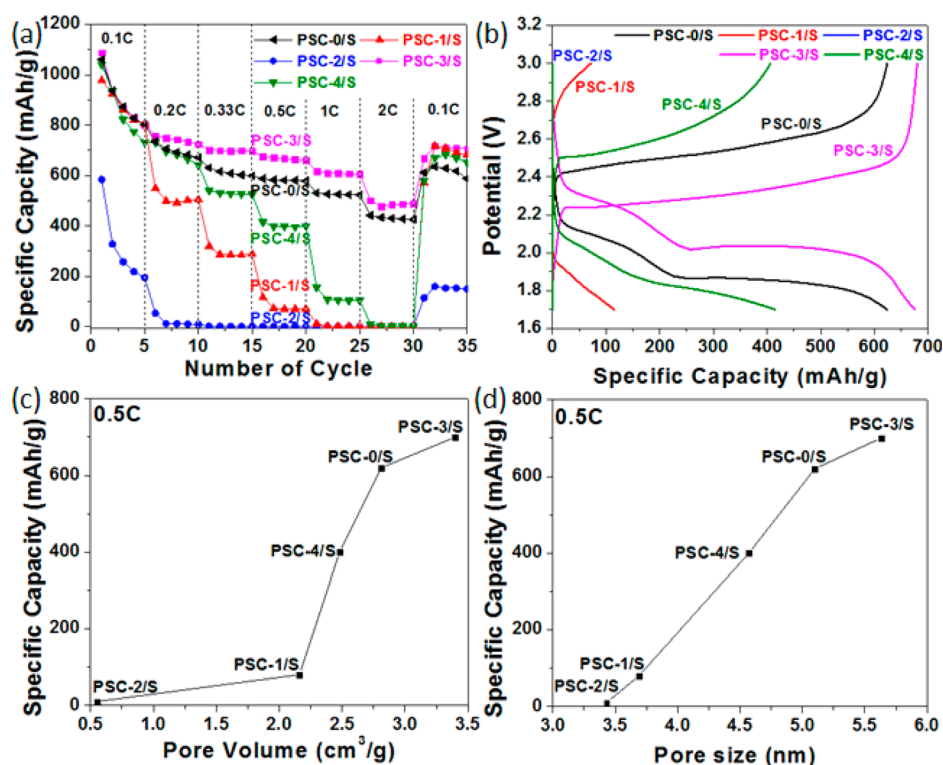 (a)
1200
1000
800
600
400
200
0
Specific Capacity (mAh/g)
0.1C
PSC-0/S PSC-1/S
PSC-2/S PSC-3/S
PSC-4/S
0.2C 0.33C 0.5C 1C 2C 0.1C
PSC-3/S
PSC-0/S
PSC-4/S
PSC-1/S
PSC-2/S
0 5 10 15 20 25 30 35
Number of Cycle
(b)
3.2
3.0
2.8
2.6
2.4
2.2
2.0
1.8
1.6
Potential (V)
PSC-0/S PSC-1/S PSC-2/S
PSC-3/S PSC-4/S
PSC-2/S
PSC-1/S
PSC-4/S
PSC-0/S
PSC-3/S
0 100 200 300 400 500 600 700
Specific Capacity (mAh/g)
(c)
800
600
400
200
0
Specific Capacity (mAh/g)
0.5C
PSC-3/S
PSC-0/S
PSC-4/S
PSC-1/S
PSC-2/S
0.5 1.0 1.5 2.0 2.5 3.0 3.5
Pore Volume (cm³/g)
(d)
800
600
400
200
0
Specific Capacity (mAh/g)
0.5C
PSC-3/S
PSC-0/S
PSC-4/S
PSC-1/S
PSC-2/S
3.0 3.5 4.0 4.5 5.0 5.5 6.0
Pore size (nm)